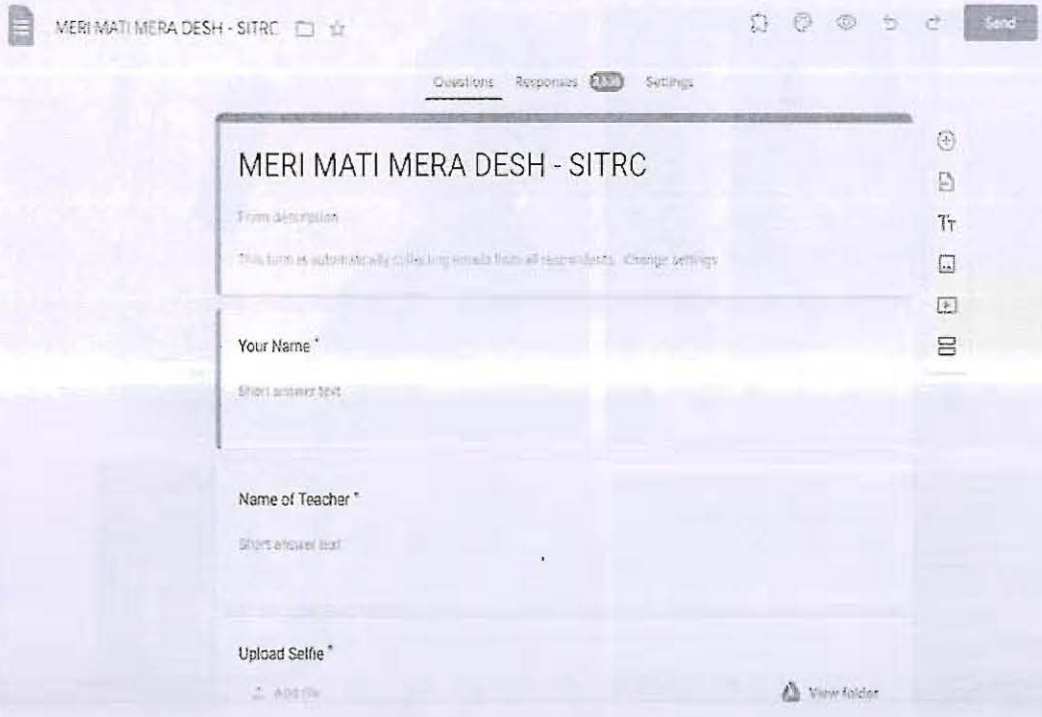 MERI MATI MERA DESH - SITRC
Send
Questions Responses Settings
MERI MATI MERA DESH - SITRC
Form description
This form is automatically collecting emails from all respondents. Change settings
Your Name *
Short answer text
Name of Teacher *
Short answer text
Upload Selfie *
Add file
View folder